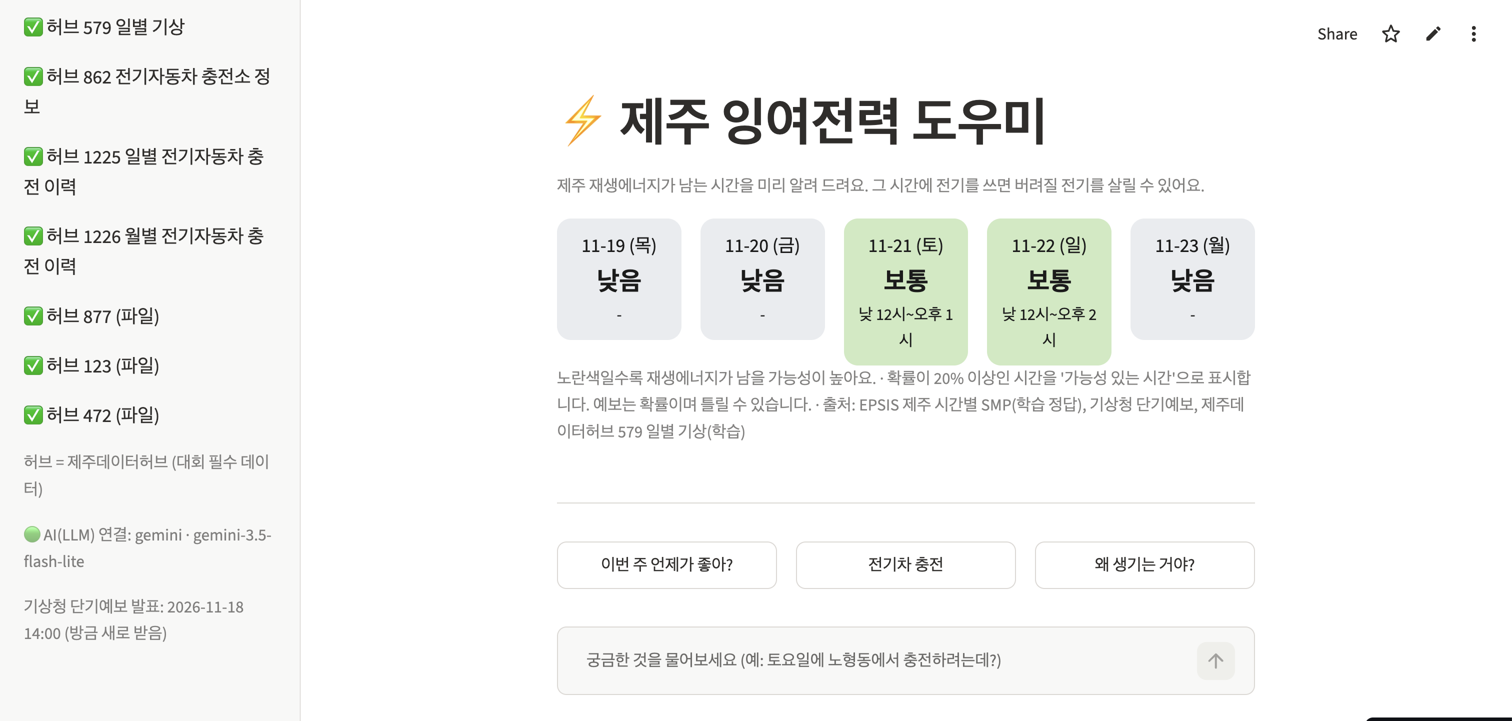 ✅ 허브 579 일별 기상
✅ 허브 862 전기자동차 충전소 정
보
✅ 허브 1225 일별 전기자동차 충
전 이력
✅ 허브 1226 월별 전기자동차 충
전 이력
✅ 허브 877 (파일)
✅ 허브 123 (파일)
✅ 허브 472 (파일)
허브 = 제주데이터허브 (대회 필수 데이
터)
🟢 AI(LLM) 연결: gemini · gemini-3.5-
flash-lite
기상청 단기예보 발표: 2026-11-18
14:00 (방금 새로 받음)
Share
⚡ 제주 잉여전력 도우미
제주 재생에너지가 남는 시간을 미리 알려 드려요. 그 시간에 전기를 쓰면 버려질 전기를 살릴 수 있어요.
11-19 (목)
낮음
-
11-20 (금)
낮음
-
11-21 (토)
보통
낮 12시~오후 1
시
11-22 (일)
보통
낮 12시~오후 2
시
11-23 (월)
낮음
-
노란색일수록 재생에너지가 남을 가능성이 높아요. · 확률이 20% 이상인 시간을 '가능성 있는 시간'으로 표시합
니다. 예보는 확률이며 틀릴 수 있습니다. · 출처: EPSIS 제주 시간별 SMP(학습 정답), 기상청 단기예보, 제주데
이터허브 579 일별 기상(학습)
이번 주 언제가 좋아?
전기차 충전
왜 생기는 거야?
궁금한 것을 물어보세요 (예: 토요일에 노형동에서 충전하려는데?)